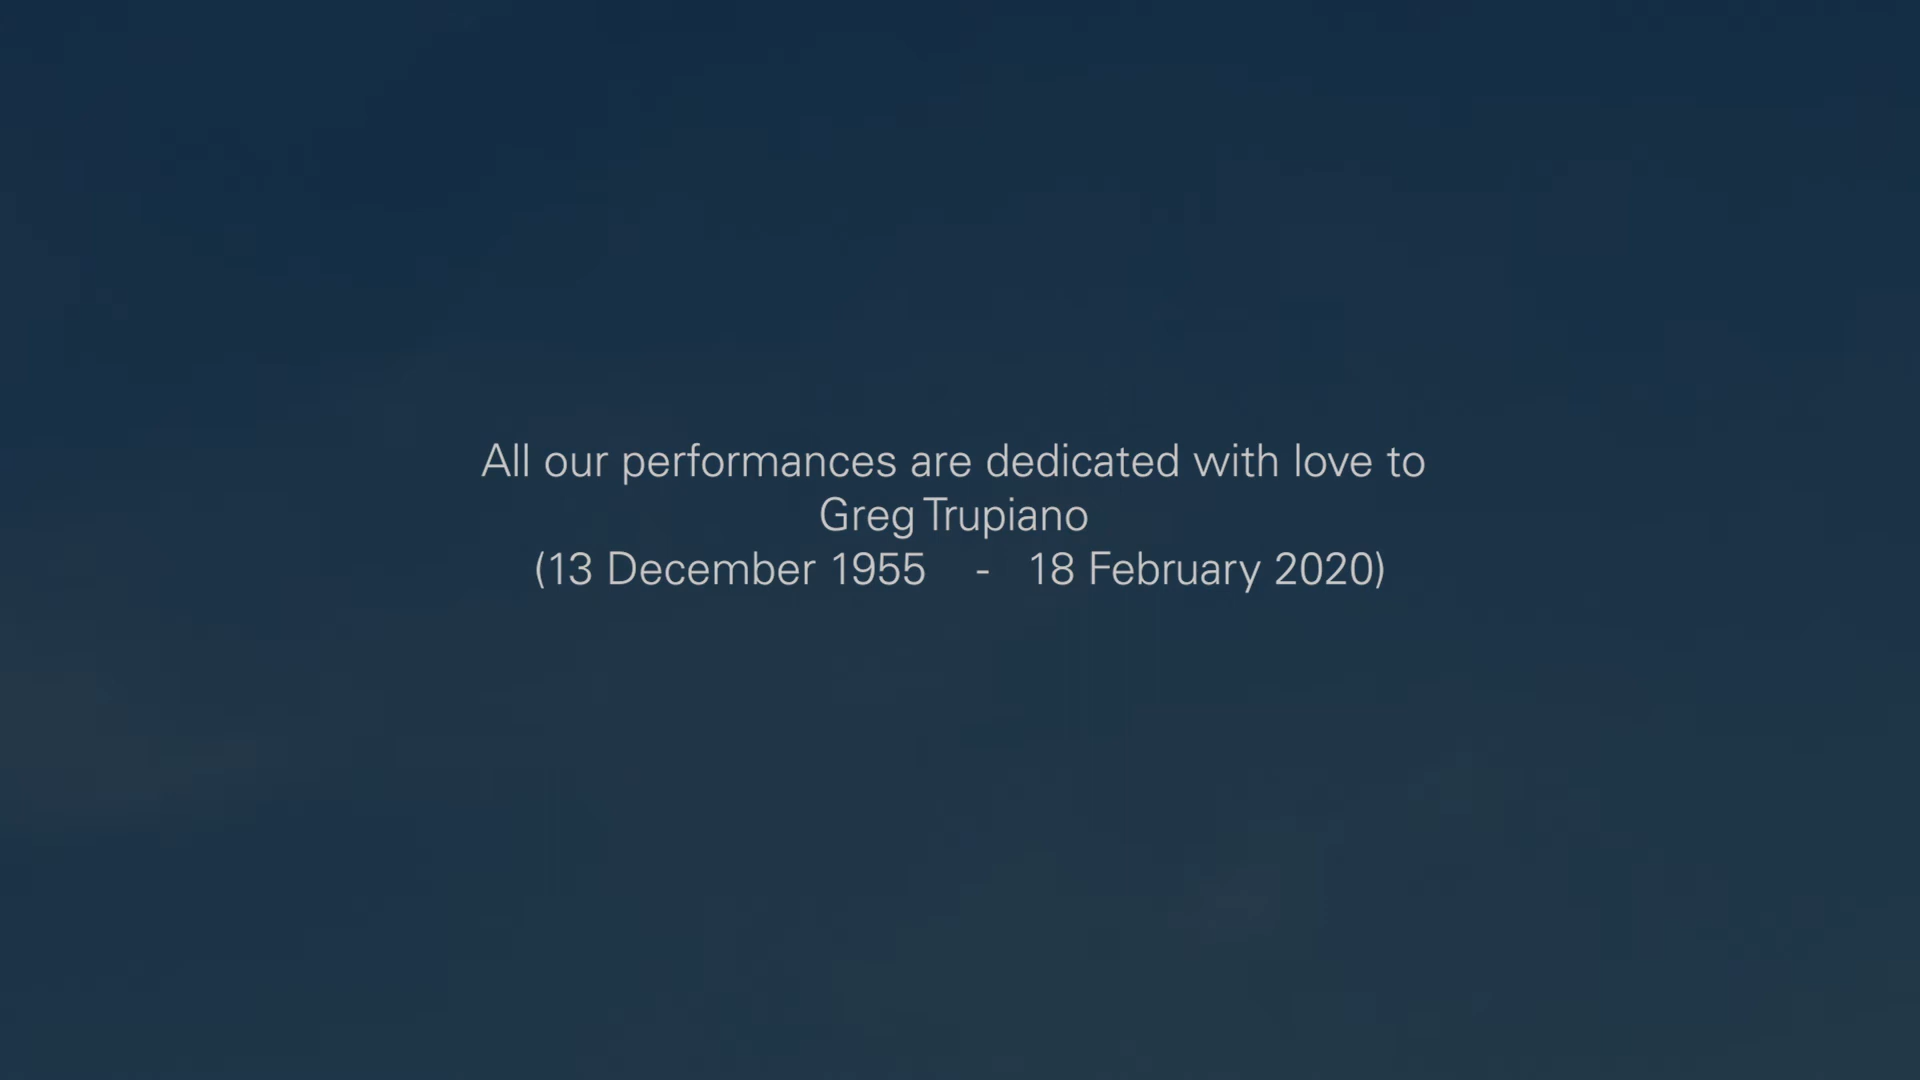 All our performances are dedicated with love to
Greg Trupiano
(13 December 1955 - 18 February 2020)